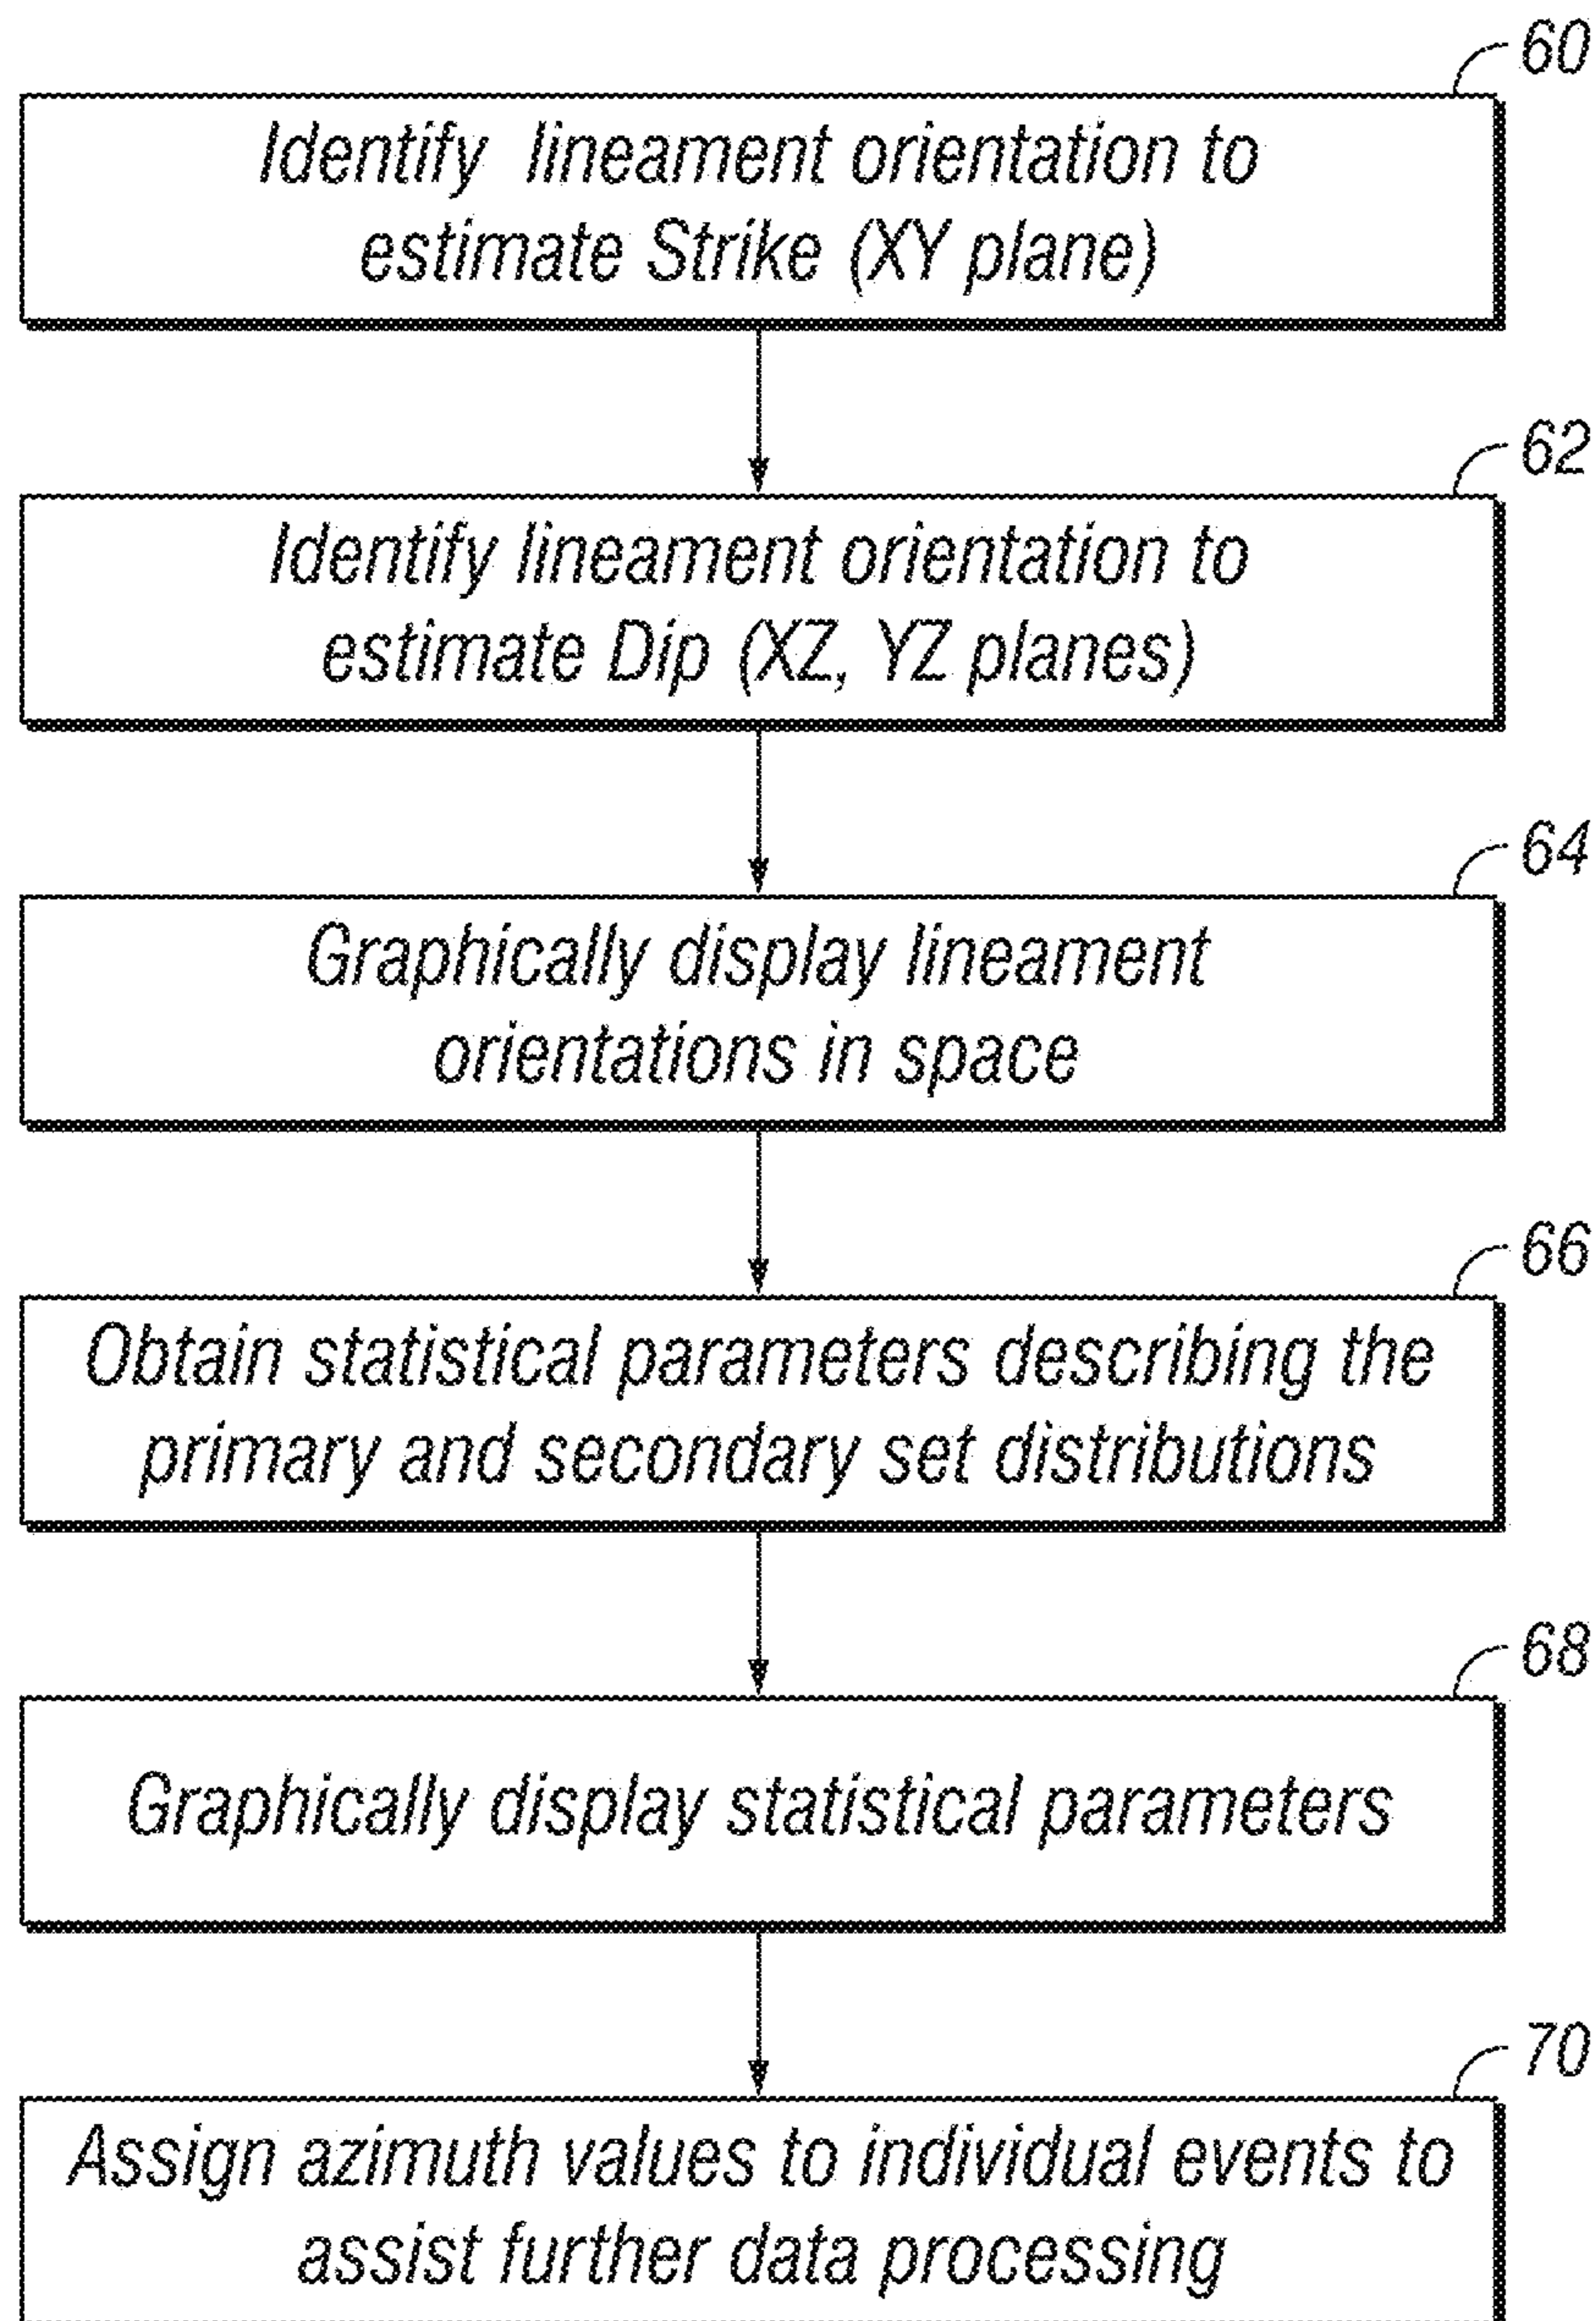 60
Identify lineament orientation to
estimate Strike (XY plane)
62
Identify lineament orientation to
estimate Dip (XZ, YZ planes)
64
Graphically display lineament
orientations in space
66
Obtain statistical parameters describing the
primary and secondary set distributions
68
Graphically display statistical parameters
70
Assign azimuth values to individual events to
assist further data processing